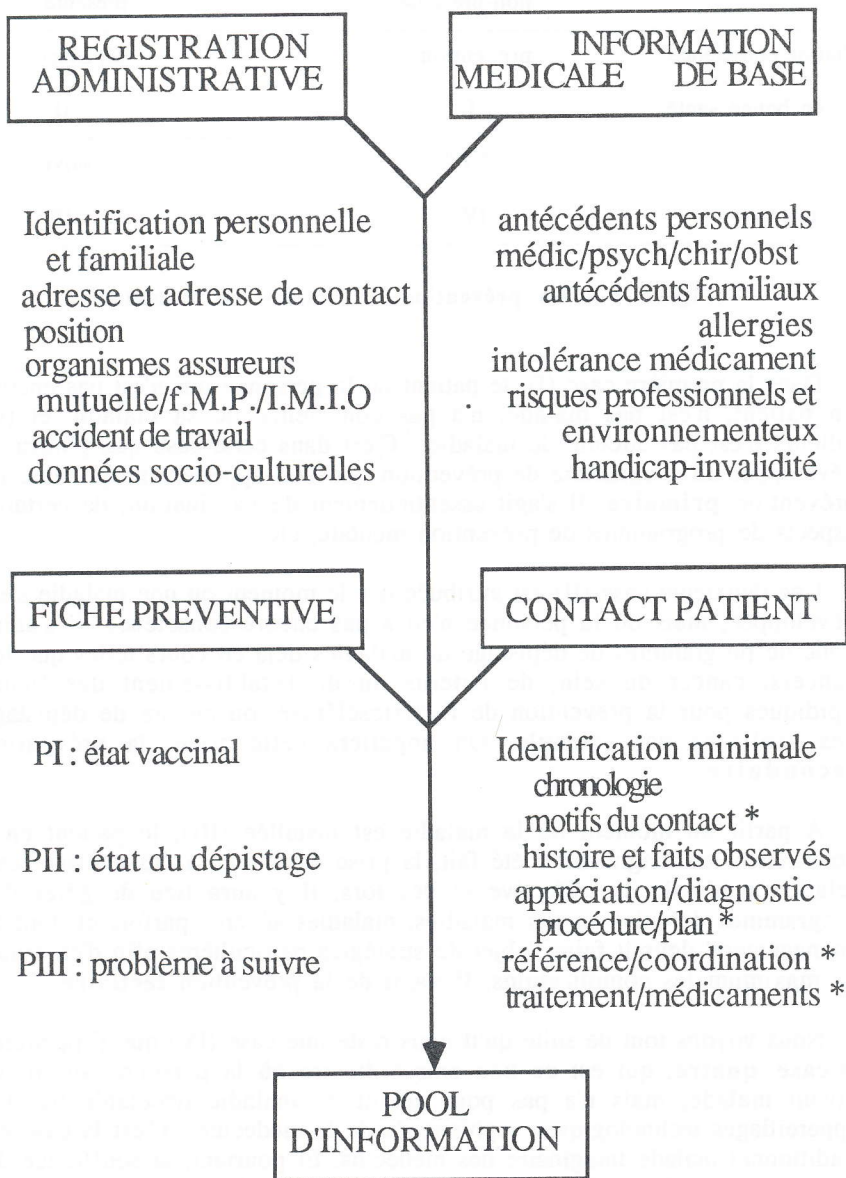 REGISTRATION
ADMINISTRATIVE
INFORMATION
MEDICALE DE BASE
Identification personnelle
et familiale
adresse et adresse de contact
position
organismes assureurs
mutuelle/f.M.P./I.M.I.O
accident de travail
données socio-culturelles
antécédents personnels
médic/psych/chir/obst
antécédents familiaux
allergies
intolérance médicament
risques professionnels et
environnementeux
handicap-invalidité
FICHE PREVENTIVE
CONTACT PATIENT
PI : état vaccinal
PII : état du dépistage
PIII : problème à suivre
Identification minimale
chronologie
motifs du contact *
histoire et faits observés
appréciation/diagnostic
procédure/plan *
référence/coordination *
traitement/médicaments *
POOL
D'INFORMATION